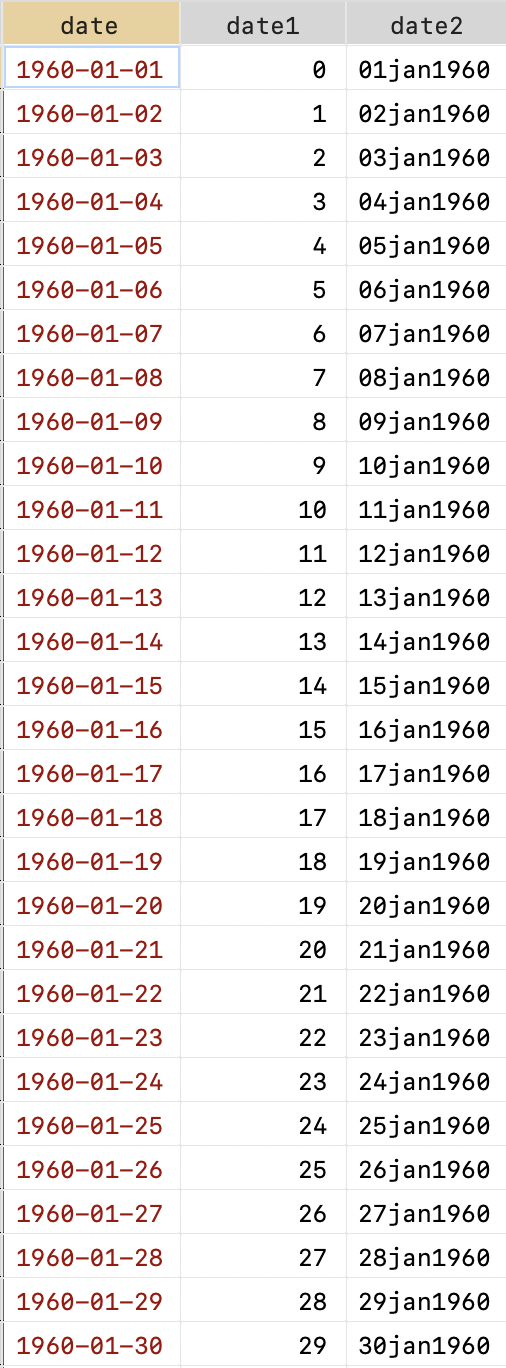 date date1 date2
1960-01-01 0 01jan1960
1960-01-02 1 02jan1960
1960-01-03 2 03jan1960
1960-01-04 3 04jan1960
1960-01-05 4 05jan1960
1960-01-06 5 06jan1960
1960-01-07 6 07jan1960
1960-01-08 7 08jan1960
1960-01-09 8 09jan1960
1960-01-10 9 10jan1960
1960-01-11 10 11jan1960
1960-01-12 11 12jan1960
1960-01-13 12 13jan1960
1960-01-14 13 14jan1960
1960-01-15 14 15jan1960
1960-01-16 15 16jan1960
1960-01-17 16 17jan1960
1960-01-18 17 18jan1960
1960-01-19 18 19jan1960
1960-01-20 19 20jan1960
1960-01-21 20 21jan1960
1960-01-22 21 22jan1960
1960-01-23 22 23jan1960
1960-01-24 23 24jan1960
1960-01-25 24 25jan1960
1960-01-26 25 26jan1960
1960-01-27 26 27jan1960
1960-01-28 27 28jan1960
1960-01-29 28 29jan1960
1960-01-30 29 30jan1960